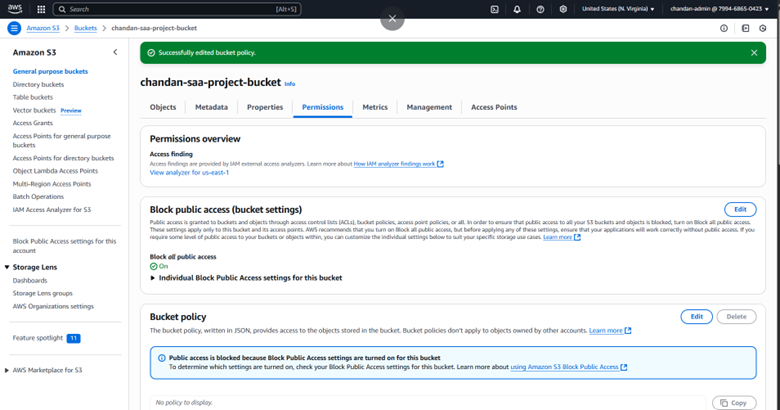 aws
Search [Alt+S]
United States (N. Virginia) chandan-admin @ 7994-6865-0423
Amazon S3 > Buckets > chandan-saa-project-bucket
Amazon S3
General purpose buckets
Directory buckets
Table buckets
Vector buckets Preview
Access Grants
Access Points for general purpose
buckets
Access Points for directory buckets
Object Lambda Access Points
Multi-Region Access Points
Batch Operations
IAM Access Analyzer for S3
Block Public Access settings for this
account
Storage Lens
Dashboards
Storage Lens groups
AWS Organizations settings
Feature spotlight 11
AWS Marketplace for S3
Successfully edited bucket policy.
chandan-saa-project-bucket Info
Objects Metadata Properties Permissions Metrics Management Access Points
Permissions overview
Access finding
Access findings are provided by IAM external access analyzers. Learn more about How IAM analyzer findings work
View analyzer for us-east-1
Block public access (bucket settings) Edit
Public access is granted to buckets and objects through access control lists (ACLs), bucket policies, access point policies, or all. In order to ensure that public access to all your S3 buckets and objects is blocked, turn on Block all public access.
These settings apply only to this bucket and its access points. AWS recommends that you turn on Block all public access, but before applying any of these settings, ensure that your applications will work correctly without public access. If you
require some level of public access to your buckets or objects within, you can customize the individual settings below to suit your specific storage use cases. Learn more
Block all public access
On
Individual Block Public Access settings for this bucket
Bucket policy Edit Delete
The bucket policy, written in JSON, provides access to the objects stored in the bucket. Bucket policies don't apply to objects owned by other accounts. Learn more
Public access is blocked because Block Public Access settings are turned on for this bucket
To determine which settings are turned on, check your Block Public Access settings for this bucket. Learn more about using Amazon S3 Block Public Access
No policy to display. Copy